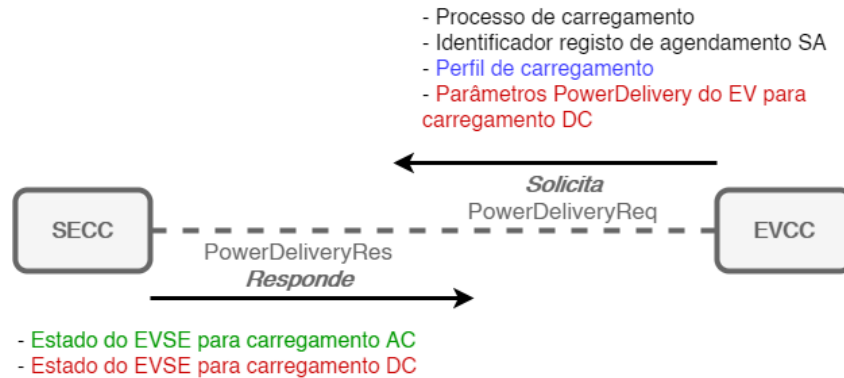 - Processo de carregamento
- Identificador registo de agendamento SA
- Perfil de carregamento
- Parâmetros PowerDelivery do EV para
carregamento DC
Solicita
PowerDeliveryReq
SECC
EVCC
PowerDeliveryRes
Responde
- Estado do EVSE para carregamento AC
- Estado do EVSE para carregamento DC